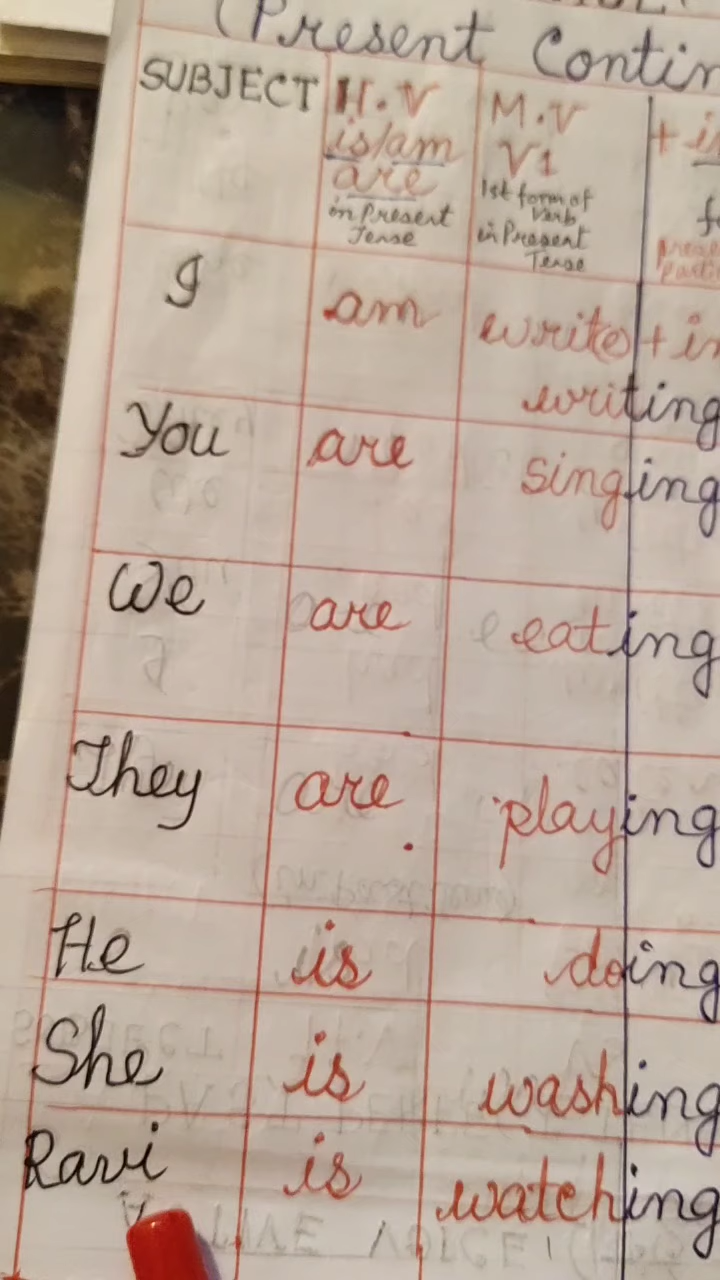 (Present Contin
SUBJECT
H.V
is/am
are
in Present
Tense
M.V
V1
1st form of
Verb
in Present
Tense
+ i
f
I am write + in
writing
You are singing
We are eating
They are playing
He is doing
She is washing
Ravi is watching